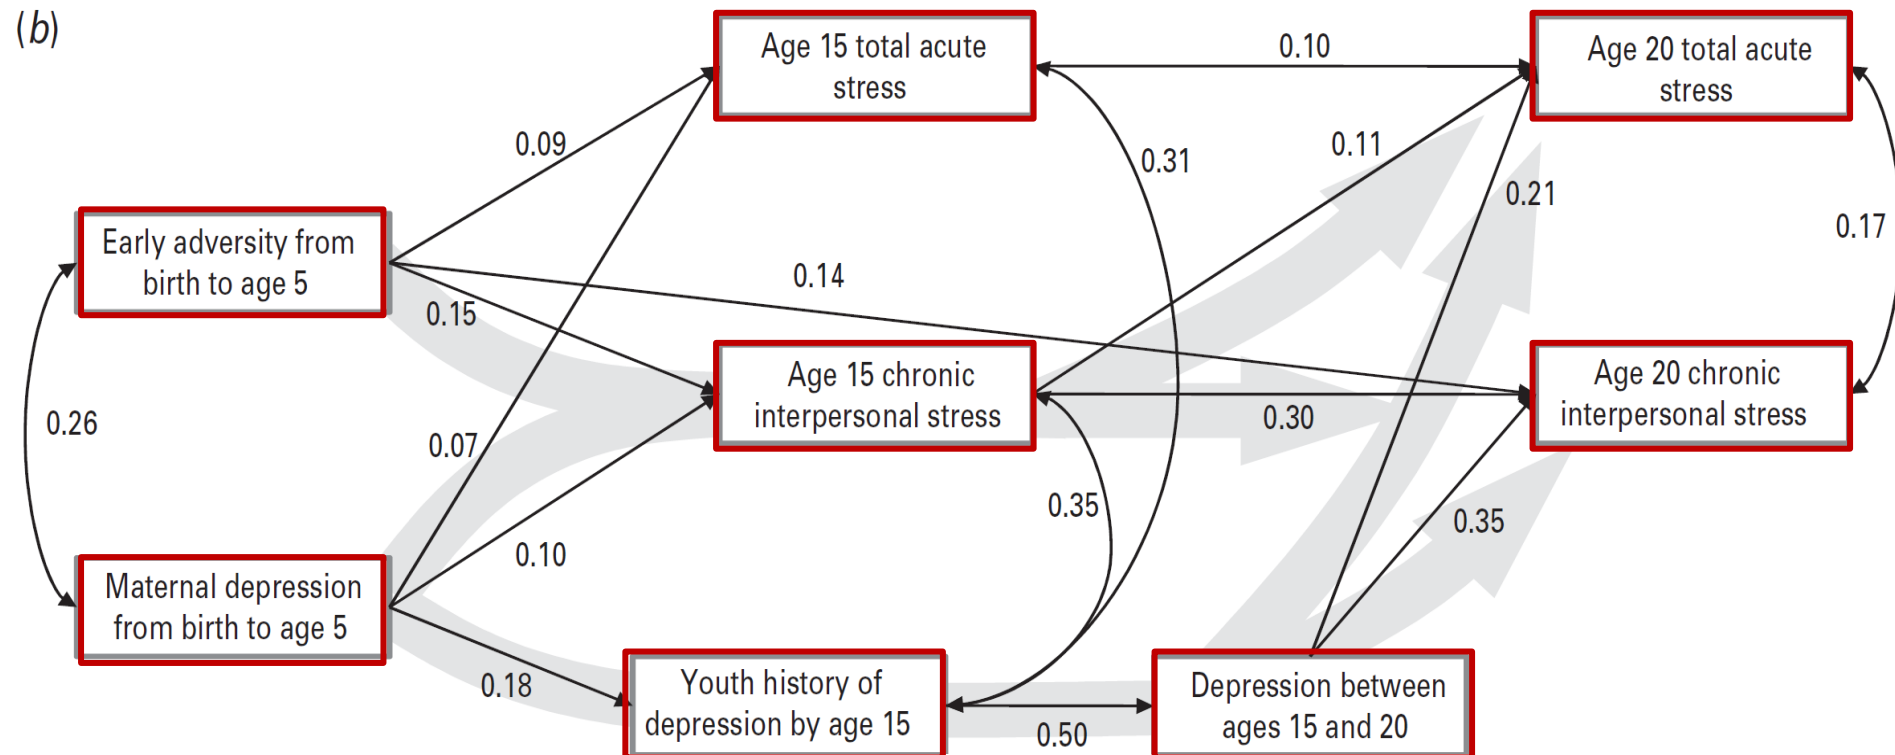 (b)
Age 15 total acute
stress
0.10
Age 20 total acute
stress
0.09
0.31
0.11
0.21
0.17
Early adversity from
birth to age 5
0.14
0.15
Age 15 chronic
interpersonal stress
0.30
Age 20 chronic
interpersonal stress
0.26
0.07
0.35
0.35
0.10
Maternal depression
from birth to age 5
0.18
Youth history of
depression by age 15
0.50
Depression between
ages 15 and 20